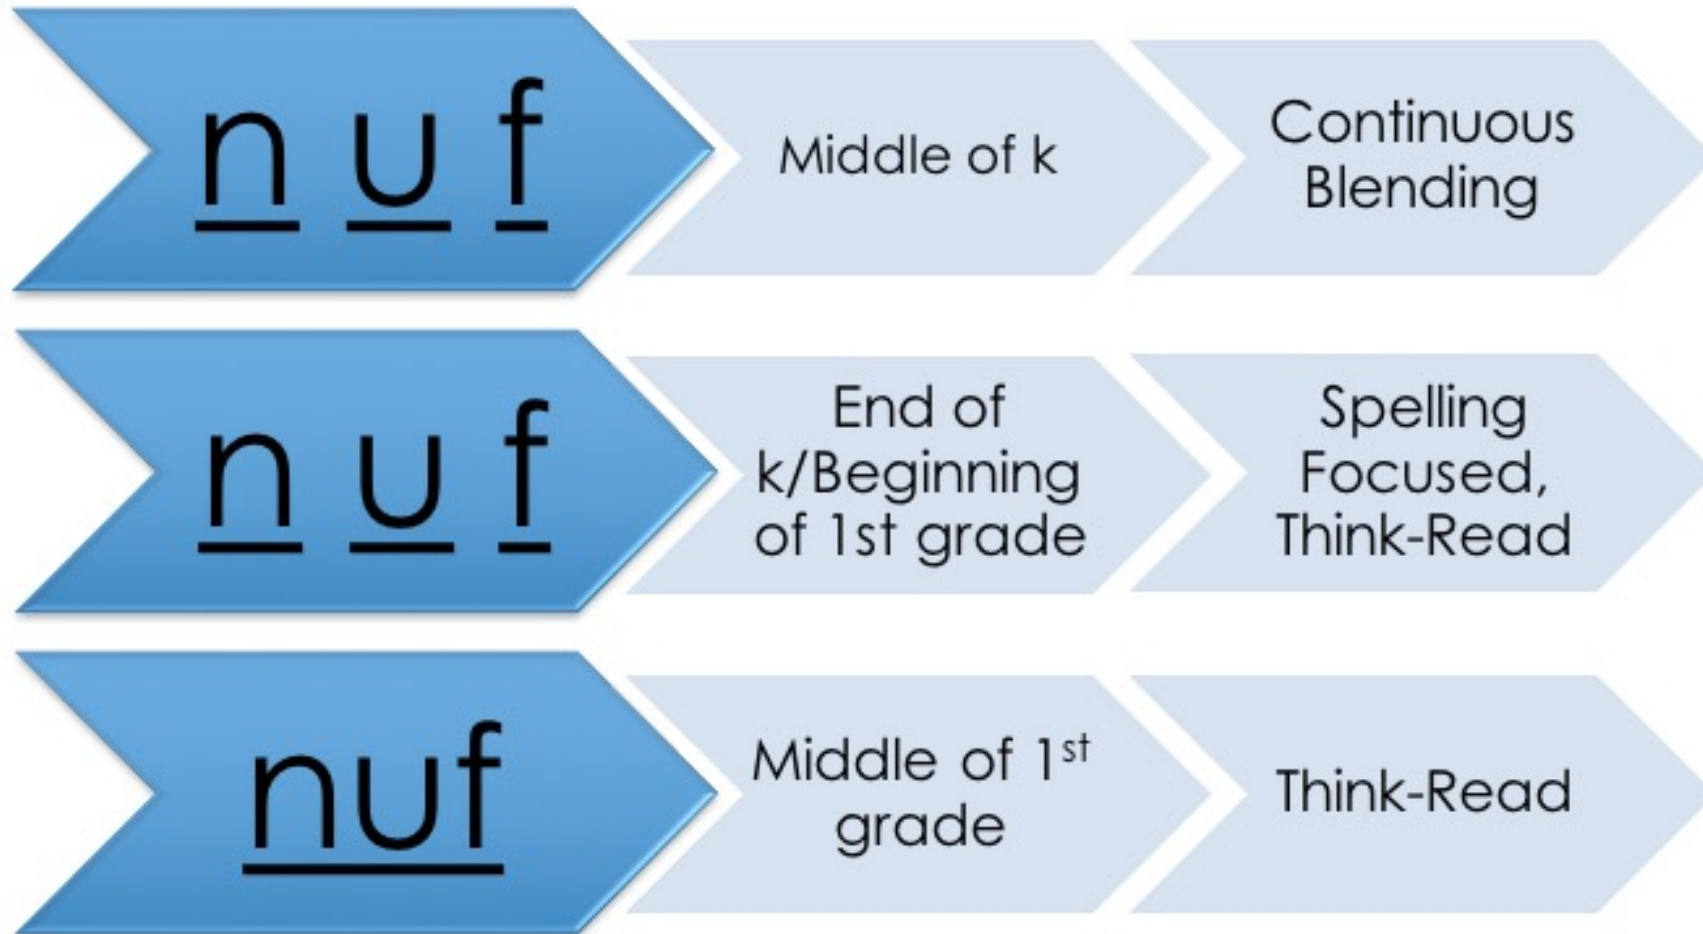 n u f
Middle of k
Continuous
Blending
n u f
End of
k/Beginning
of 1st grade
Spelling
Focused,
Think-Read
nuf
Middle of 1st
grade
Think-Read